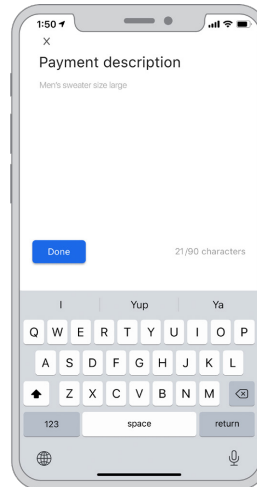 1:50
Payment description
Men's sweater size large
Done
21/90 characters
I Yup Ya
Q W E R T Y U I O P
A S D F G H J K L
Z X C V B N M
123 space return